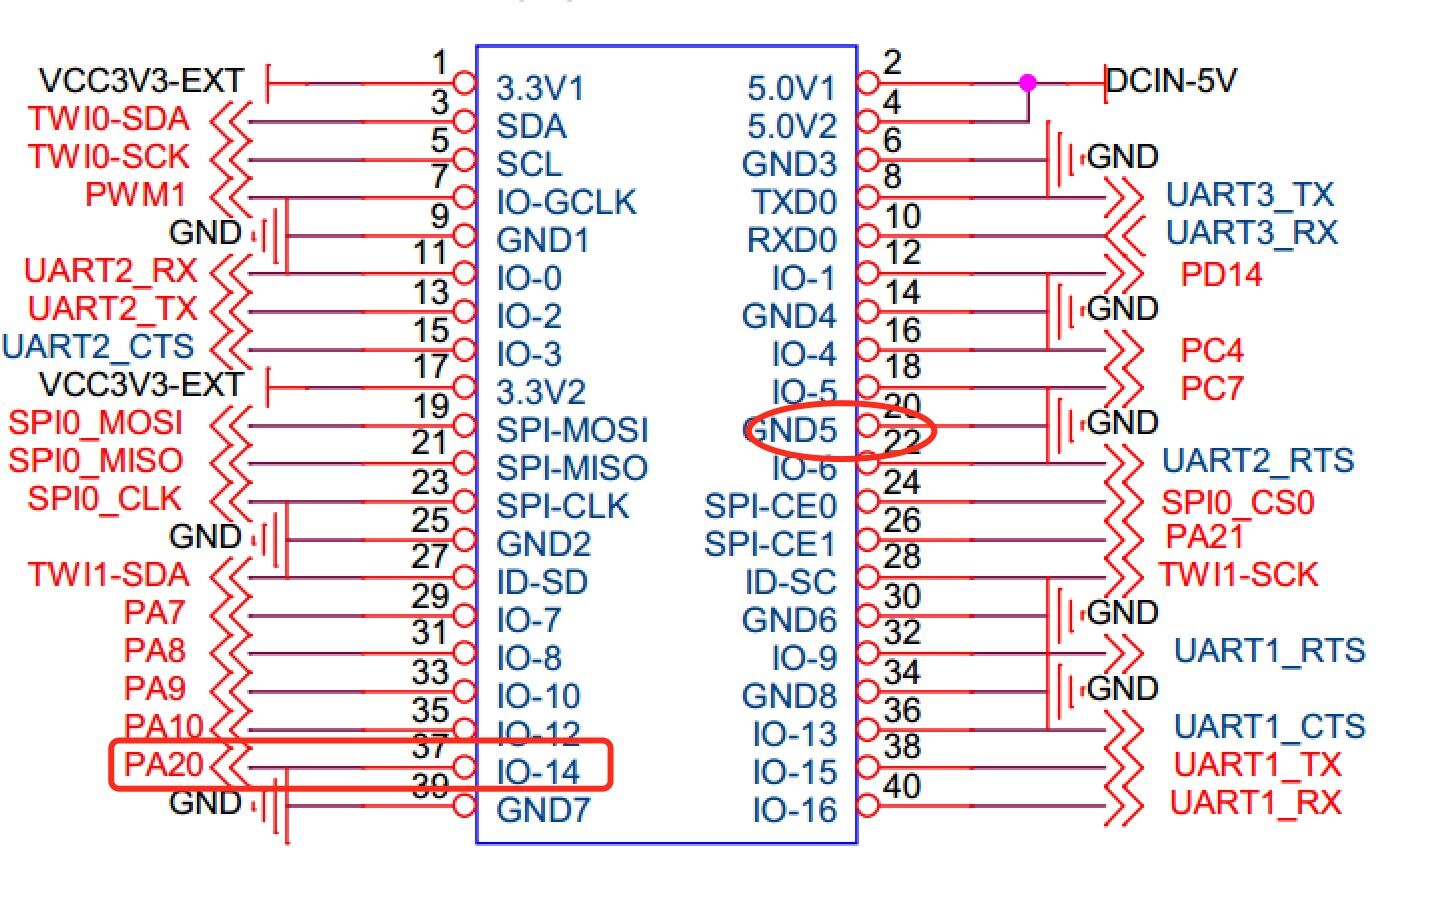 VCC3V3-EXT 1 3.3V1 5.0V1 2 DCIN-5V
TWI0-SDA 3 SDA 5.0V2 4
TWI0-SCK 5 SCL GND3 6 GND
PWM1 7 IO-GCLK TXD0 8 UART3_TX
GND 9 GND1 RXD0 10 UART3_RX
UART2_RX 11 IO-0 IO-1 12 PD14
UART2_TX 13 IO-2 GND4 14 GND
UART2_CTS 15 IO-3 IO-4 16 PC4
VCC3V3-EXT 17 3.3V2 IO-5 18 PC7
SPI0_MOSI 19 SPI-MOSI GND5 20 GND
SPI0_MISO 21 SPI-MISO IO-6 22 UART2_RTS
SPI0_CLK 23 SPI-CLK SPI-CE0 24 SPI0_CS0
GND 25 GND2 SPI-CE1 26 PA21
TWI1-SDA 27 ID-SD ID-SC 28 TWI1-SCK
PA7 29 IO-7 GND6 30 GND
PA8 31 IO-8 IO-9 32 UART1_RTS
PA9 33 IO-10 GND8 34 GND
PA10 35 IO-12 IO-13 36 UART1_CTS
PA20 37 IO-14 IO-15 38 UART1_TX
GND 39 GND7 IO-16 40 UART1_RX